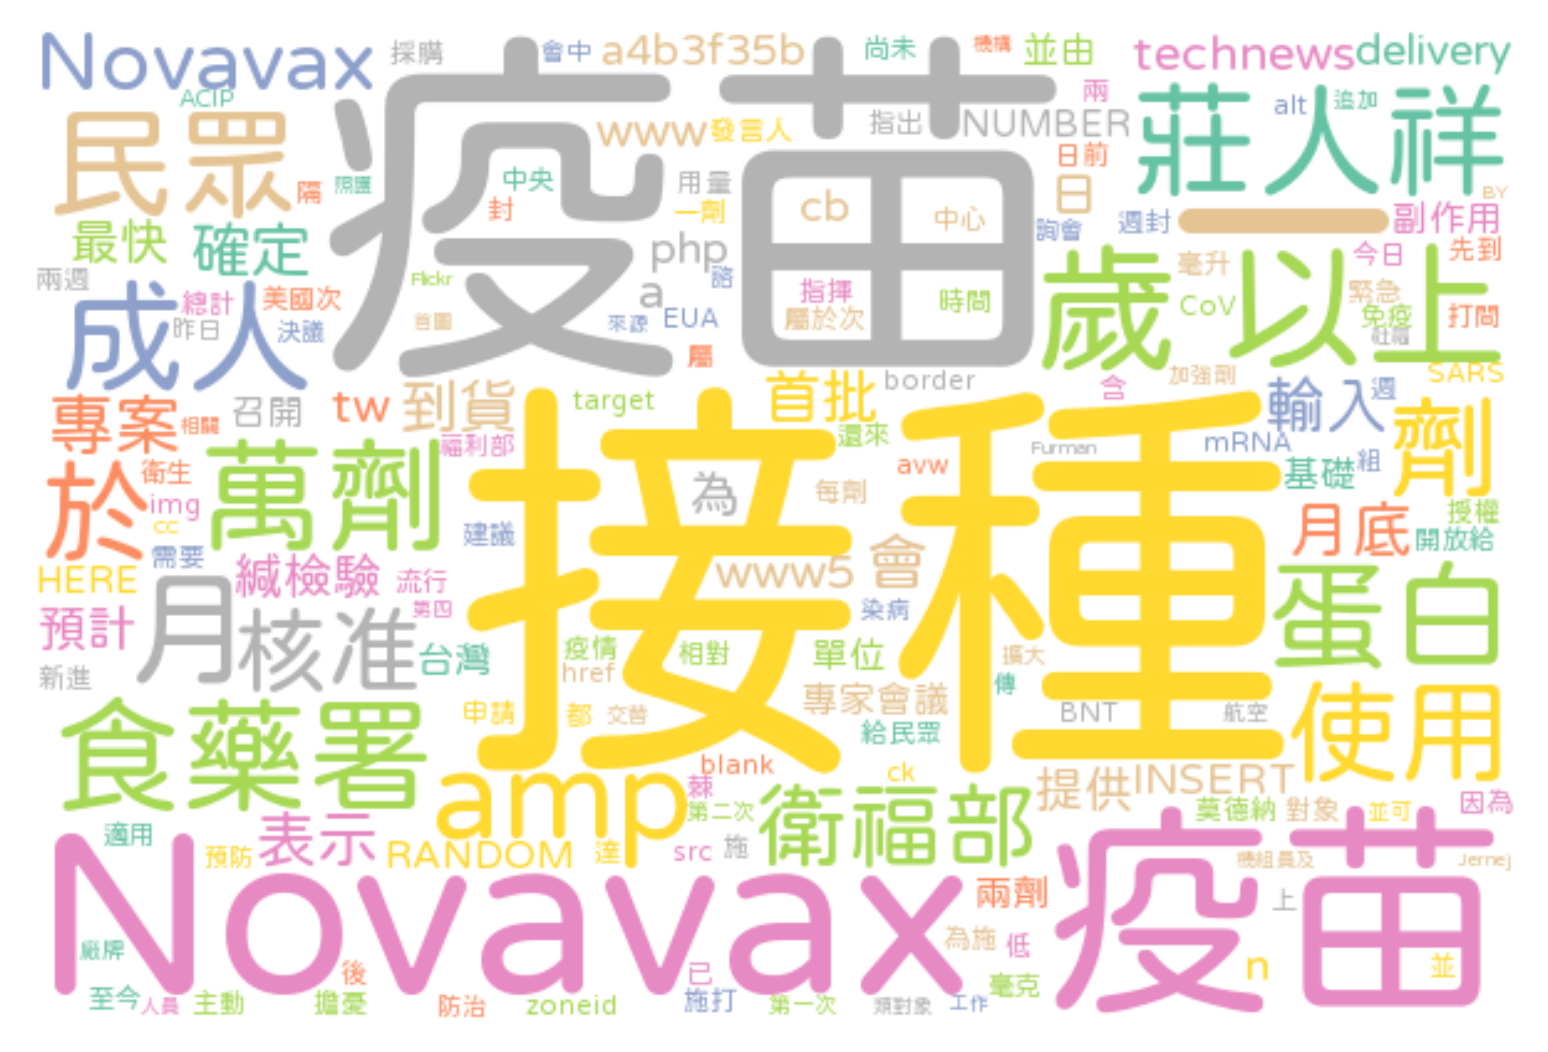 Novavax
採購
會中
a4b3f35b
尚未
機構
並由
technews
delivery
ACIP
疫苗
兩
alt
追加
民眾
www
發言人
指出
NUMBER
莊人祥
日前
隔
照護
中央
封
用量
一劑
cb
中心
日
BY
詢會
週封
副作用
最快
確定
php
諮
毫升
今日
先到
兩週
Flickr
a
指揮
時間
歲以上
緊急
成人
總計
美國次
昨日
決議
首圖
來源
EUA
屬於次
CoV
免疫
打間
社福
屬
SARS
專案
召開
tw
到貨
target
首批
border
含
加強劑
輸入
週
相關
福利部
還來
Furman
mRNA
劑
於
衛生
萬劑
接種
為
每劑
avw
基礎
組
img
cc
建議
月底
授權
開放給
需要
HERE
緘檢驗
流行
www5
會
蛋白
預計
月
核准
第四
染病
台灣
疫情
href
相對
單位
擴大
新進
傳
專家會議
使用
食藥署
申請
都
交替
給民眾
BNT
航空
amp
blank
棘
ck
提供
INSERT
第二次
衛福部
莫德納
對象
並可
因為
適用
預防
表示
RANDOM
達
src
施
機組員及
Jernej
Novavax
兩劑
疫苗
上
廠牌
後
已
為施
低
n
並
至今
人員
主動
擔憂
防治
zoneid
施打
第一次
類對象
工作
毫克